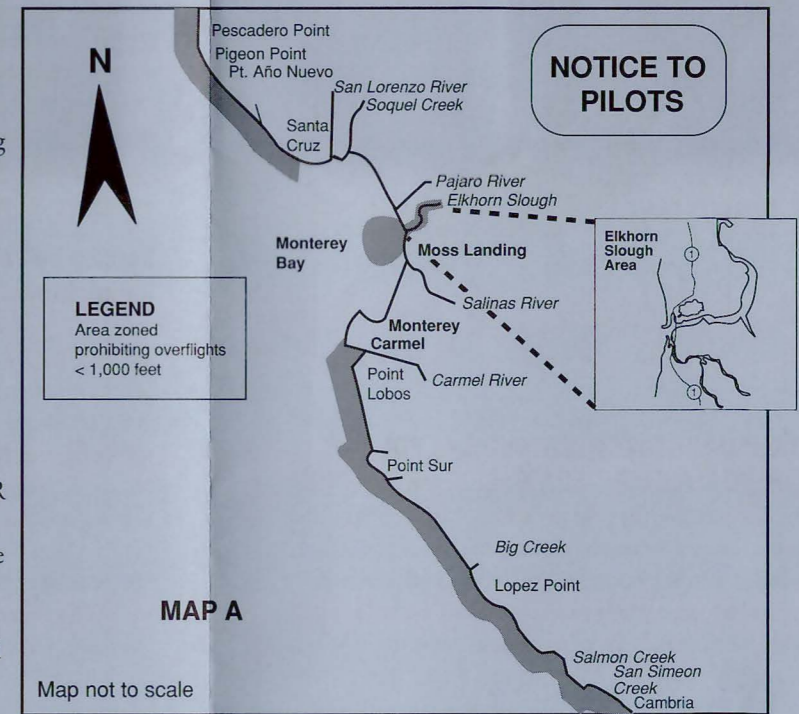 Pescadero Point
Pigeon Point
Pt. Año Nuevo
N
San Lorenzo River
Soquel Creek
Santa
Cruz
NOTICE TO
PILOTS
Pajaro River
Elkhorn Slough
Monterey
Bay
Moss Landing
Elkhorn
Slough
Area
1
1
LEGEND
Area zoned
prohibiting overflights
< 1,000 feet
Salinas River
Monterey
Carmel
Point
Lobos
Carmel River
Point Sur
Big Creek
Lopez Point
MAP A
Salmon Creek
San Simeon
Creek
Cambria
Map not to scale
g
R
e